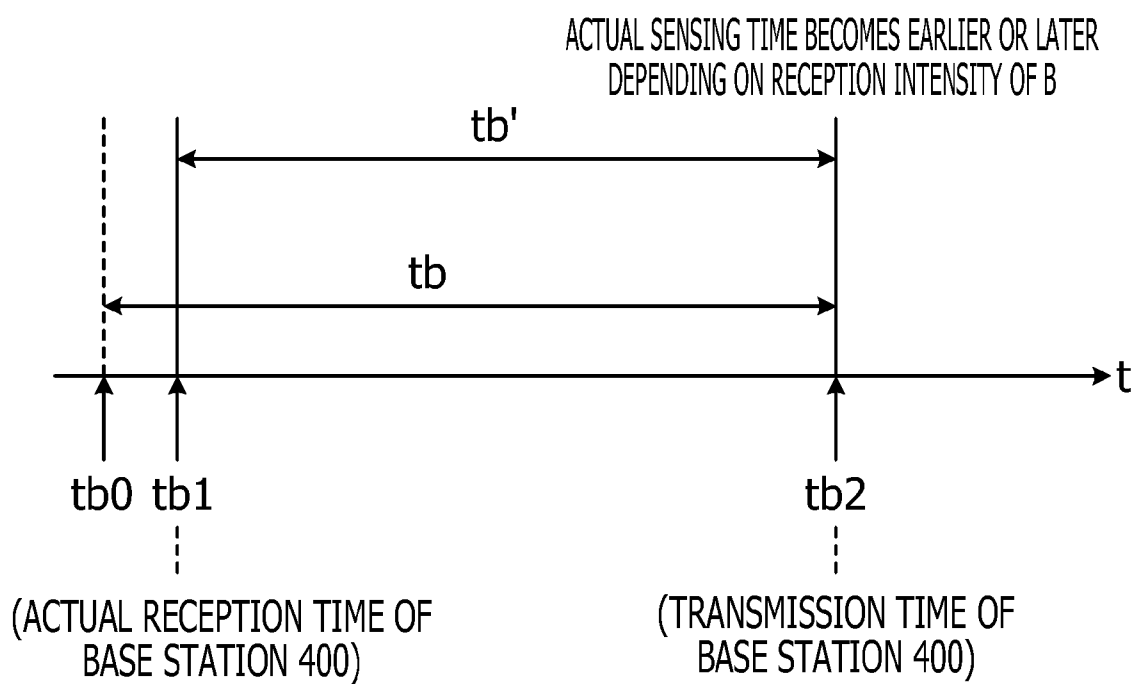 ACTUAL SENSING TIME BECOMES EARLIER OR LATER
DEPENDING ON RECEPTION INTENSITY OF B
tb'
tb
t
tb0 tb1 tb2
(ACTUAL RECEPTION TIME OF
BASE STATION 400)
(TRANSMISSION TIME OF
BASE STATION 400)